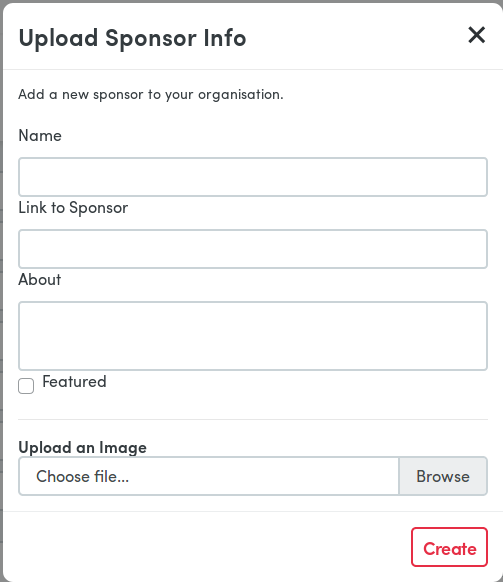 Upload Sponsor Info
Add a new sponsor to your organisation.
Name
Link to Sponsor
About
Featured
Upload an Image
Choose file... Browse
Create